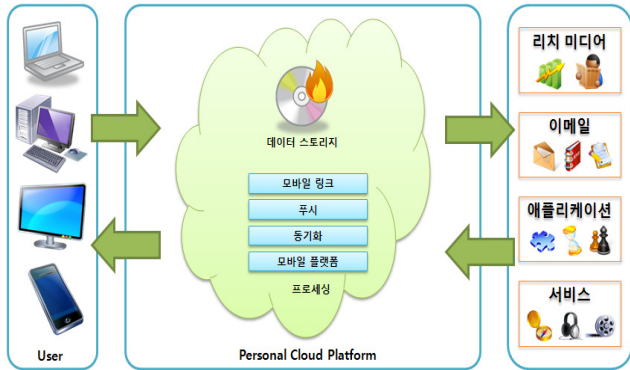 데이터 스토리지
모바일 링크
푸시
동기화
모바일 플랫폼
프로세싱
리치 미디어
이메일
애플리케이션
서비스
User
Personal Cloud Platform